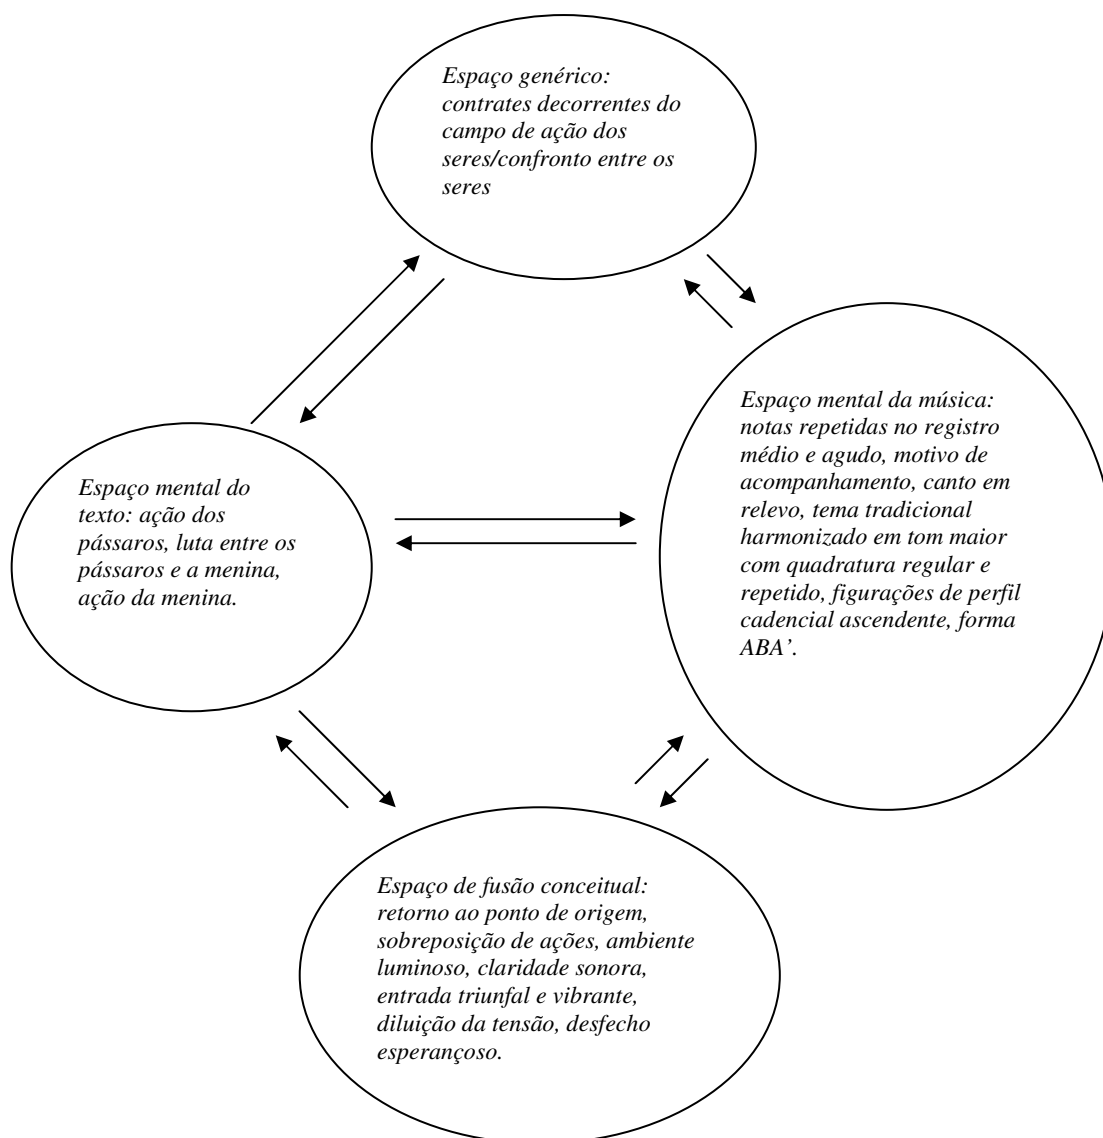 Espaço genérico:
contrates decorrentes do
campo de ação dos
seres/confronto entre os
seres
Espaço mental da música:
notas repetidas no registro
médio e agudo, motivo de
acompanhamento, canto em
relevo, tema tradicional
harmonizado em tom maior
com quadratura regular e
repetido, figurações de perfil
cadencial ascendente, forma
ABA’.
Espaço mental do
texto: ação dos
pássaros, luta entre os
pássaros e a menina,
ação da menina.
Espaço de fusão conceitual:
retorno ao ponto de origem,
sobreposição de ações, ambiente
luminoso, claridade sonora,
entrada triunfal e vibrante,
diluição da tensão, desfecho
esperançoso.